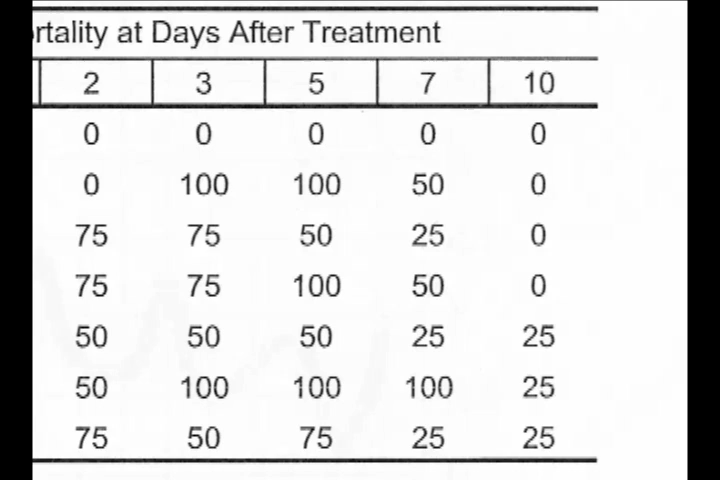 rtality at Days After Treatment
2 3 5 7 10
0 0 0 0 0
0 100 100 50 0
75 75 50 25 0
75 75 100 50 0
50 50 50 25 25
50 100 100 100 25
75 50 75 25 25